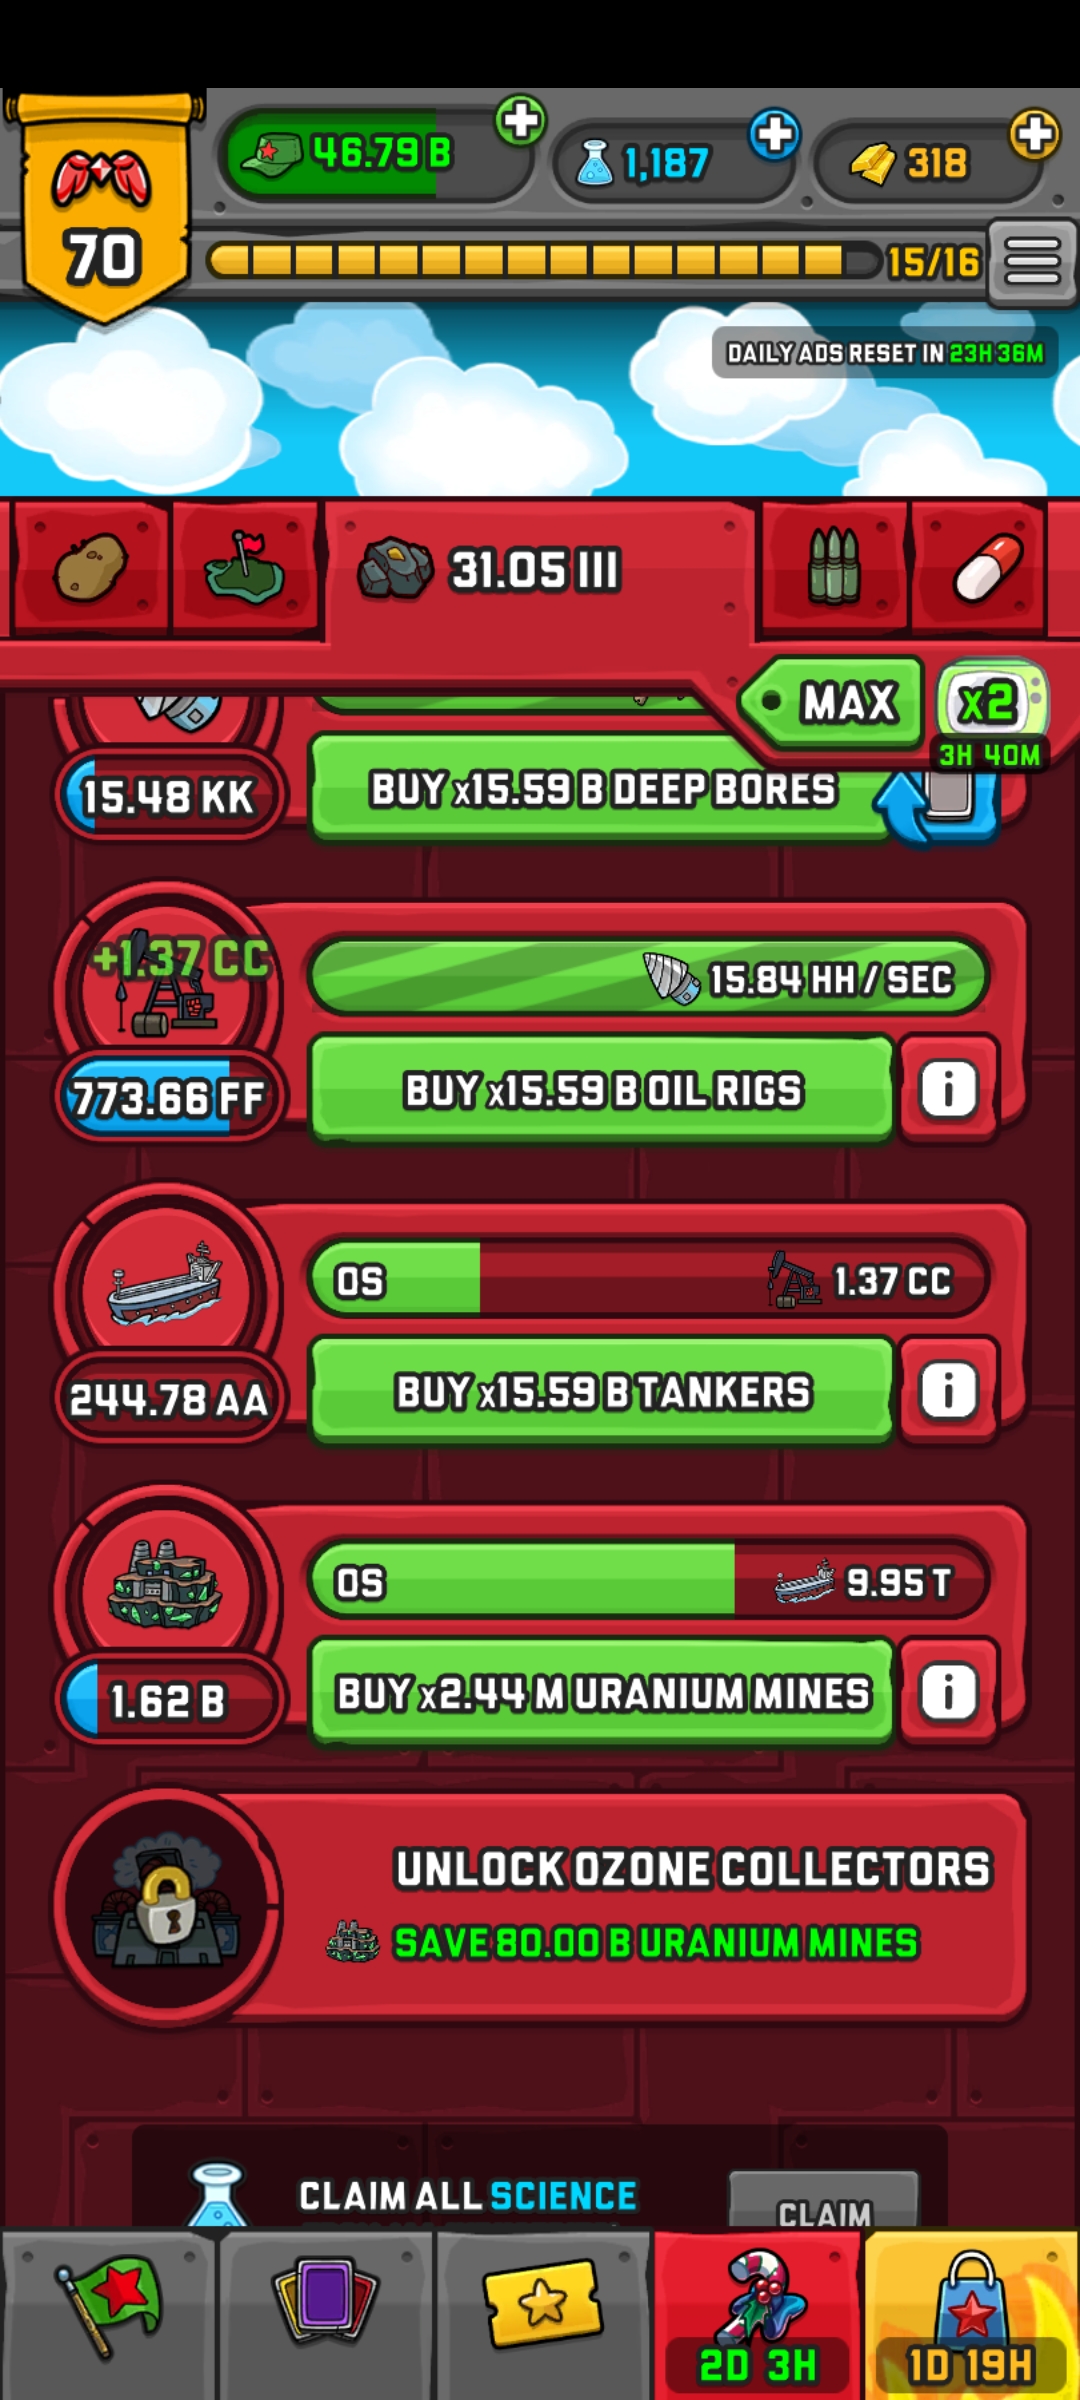 46.79 B
1,187
318
70
15/16
DAILY ADS RESET IN 23H 36M
31.05 III
MAX
x2
3H 40M
15.48 KK
BUY x15.59 B DEEP BORES
+1.37 CC
15.84 HH / SEC
773.66 FF
BUY x15.59 B OIL RIGS
i
0S
1.37 CC
244.78 AA
BUY x15.59 B TANKERS
i
0S
9.95 T
1.62 B
BUY x2.44 M URANIUM MINES
i
UNLOCK OZONE COLLECTORS
SAVE 80.00 B URANIUM MINES
CLAIM ALL SCIENCE
CLAIM
2D 3H
1D 19H